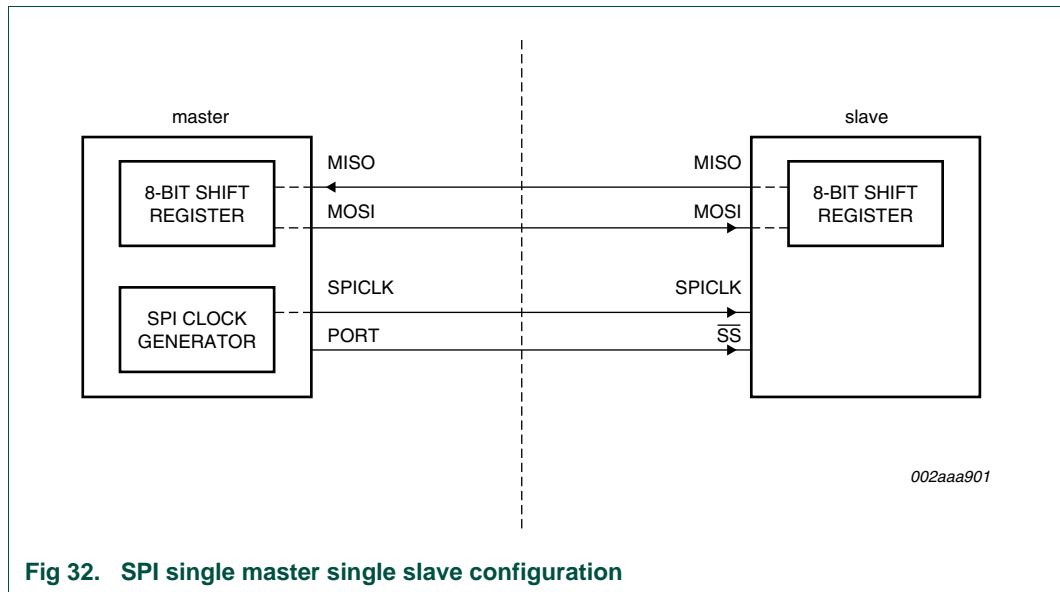 master
slave
8-BIT SHIFT
REGISTER
MISO
MISO
MOSI
MOSI
8-BIT SHIFT
REGISTER
SPI CLOCK
GENERATOR
SPICLK
SPICLK
PORT
S̅S̅
002aaa901
Fig 32. SPI single master single slave configuration